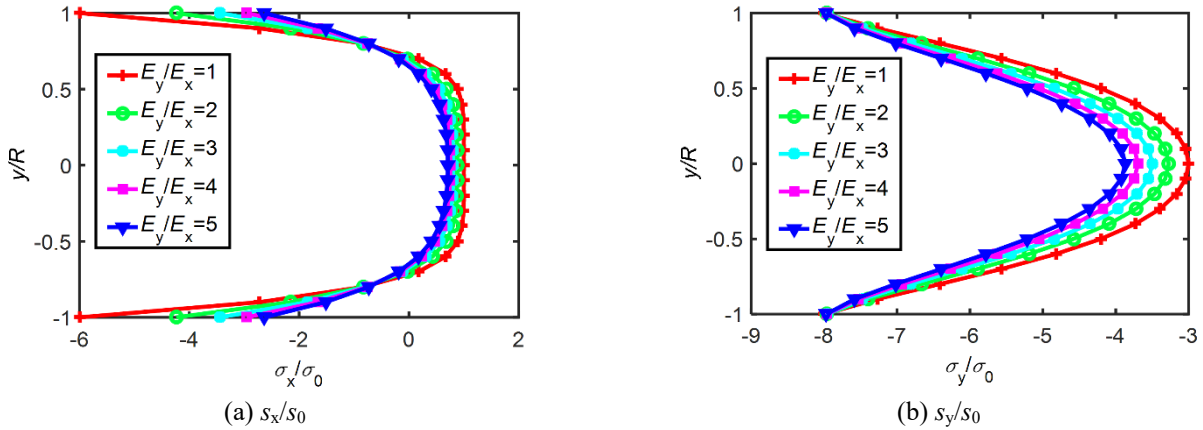 1
0.5
0
-0.5
-1
y/R
E_y/E_x=1
E_y/E_x=2
E_y/E_x=3
E_y/E_x=4
E_y/E_x=5
-6 -4 -2 0 2
σ_x/σ_0
(a) s_x/s_0
1
0.5
0
-0.5
-1
y/R
E_y/E_x=1
E_y/E_x=2
E_y/E_x=3
E_y/E_x=4
E_y/E_x=5
-8 -7 -6 -5 -4 -3
σ_y/σ_0
(b) s_y/s_0